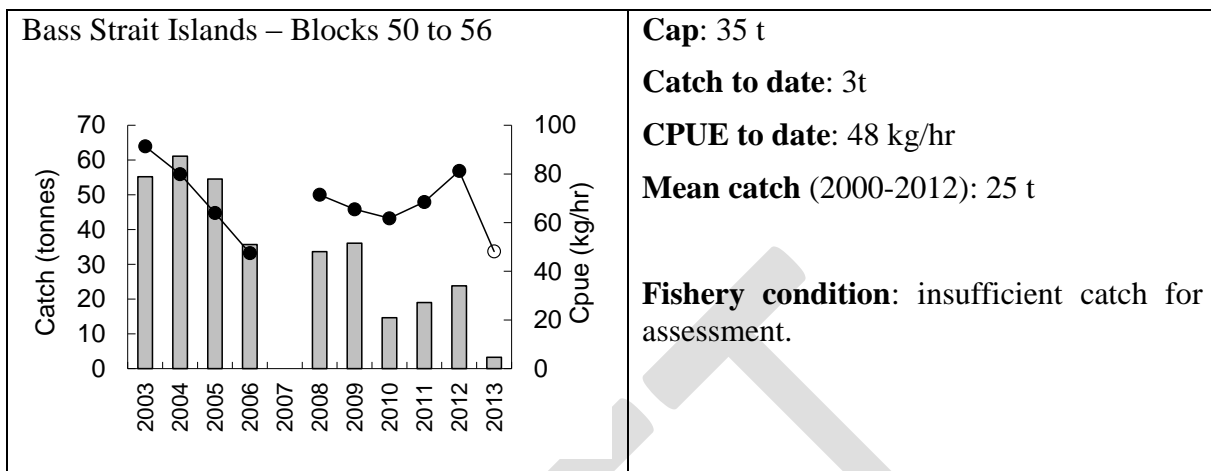 Bass Strait Islands – Blocks 50 to 56
70
60
50
40
30
20
10
0
Catch (tonnes)
100
80
60
40
20
0
Cpue (kg/hr)
2003
2004
2005
2006
2007
2008
2009
2010
2011
2012
2013
Cap: 35 t
Catch to date: 3t
CPUE to date: 48 kg/hr
Mean catch (2000-2012): 25 t
Fishery condition: insufficient catch for
assessment.